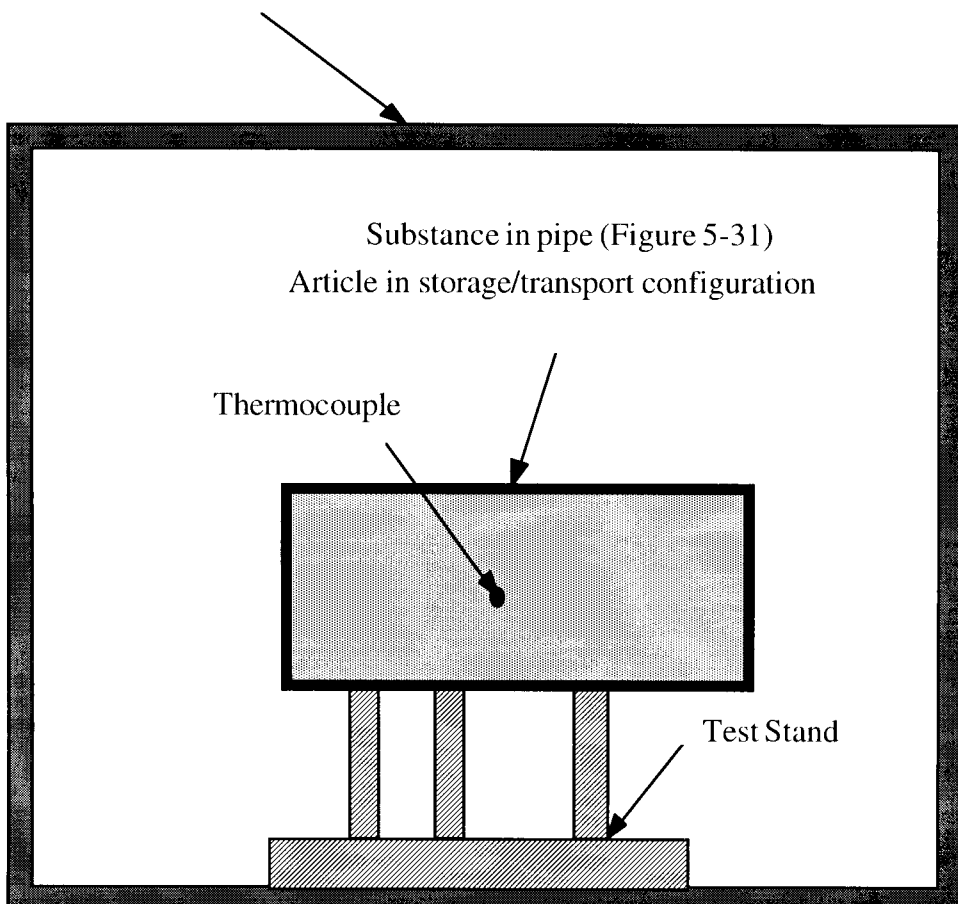 Substance in pipe (Figure 5-31)
Article in storage/transport configuration
Thermocouple
Test Stand